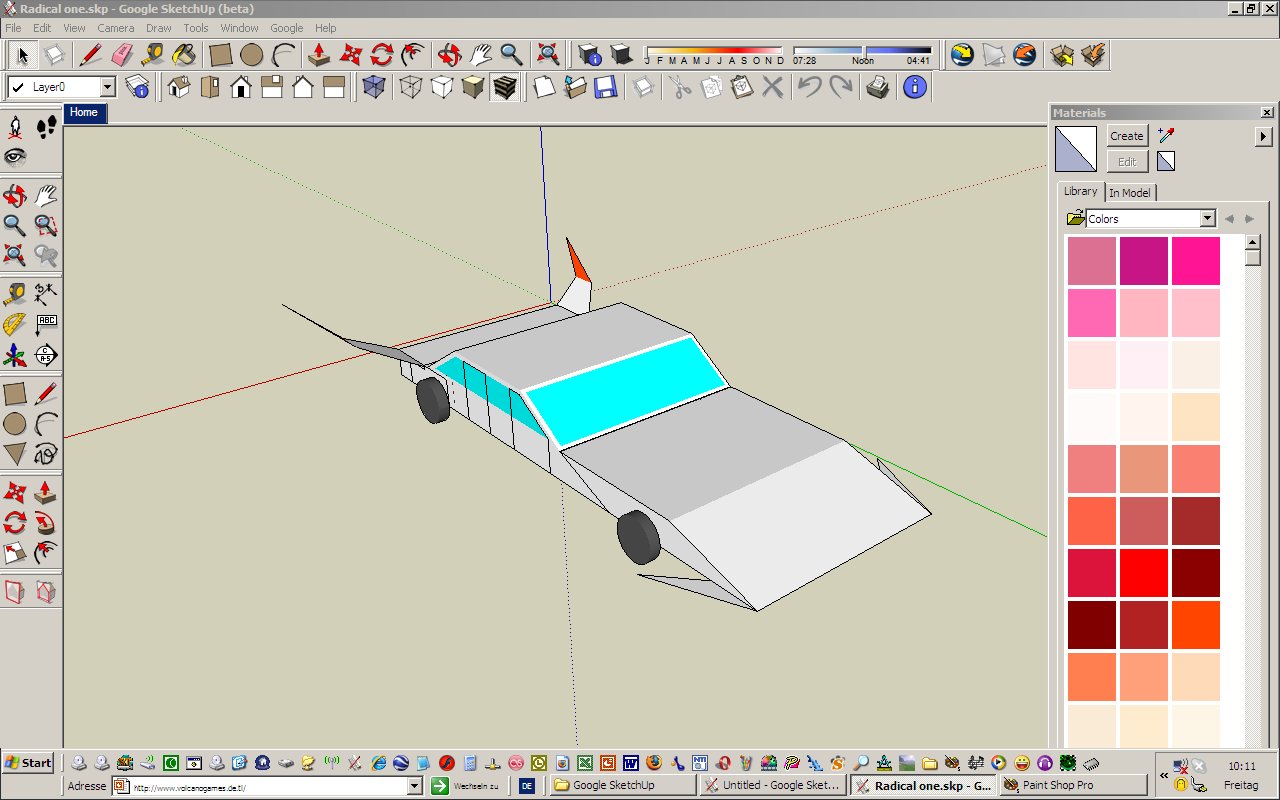 Radical one.skp - Google SketchUp (beta)
File Edit View Camera Draw Tools Window Google Help
J F M A M J J A S O N D 07:28 Noon 04:41
Layer0
Home
Materials
Create
Edit
Library In Model
Colors
ABC
C
A-5
Start
10:11
Adresse http://www.volcanogames.de.tl/ Wechseln zu DE Google SketchUp Untitled - Google Sket... Radical one.skp - G... Paint Shop Pro
Freitag